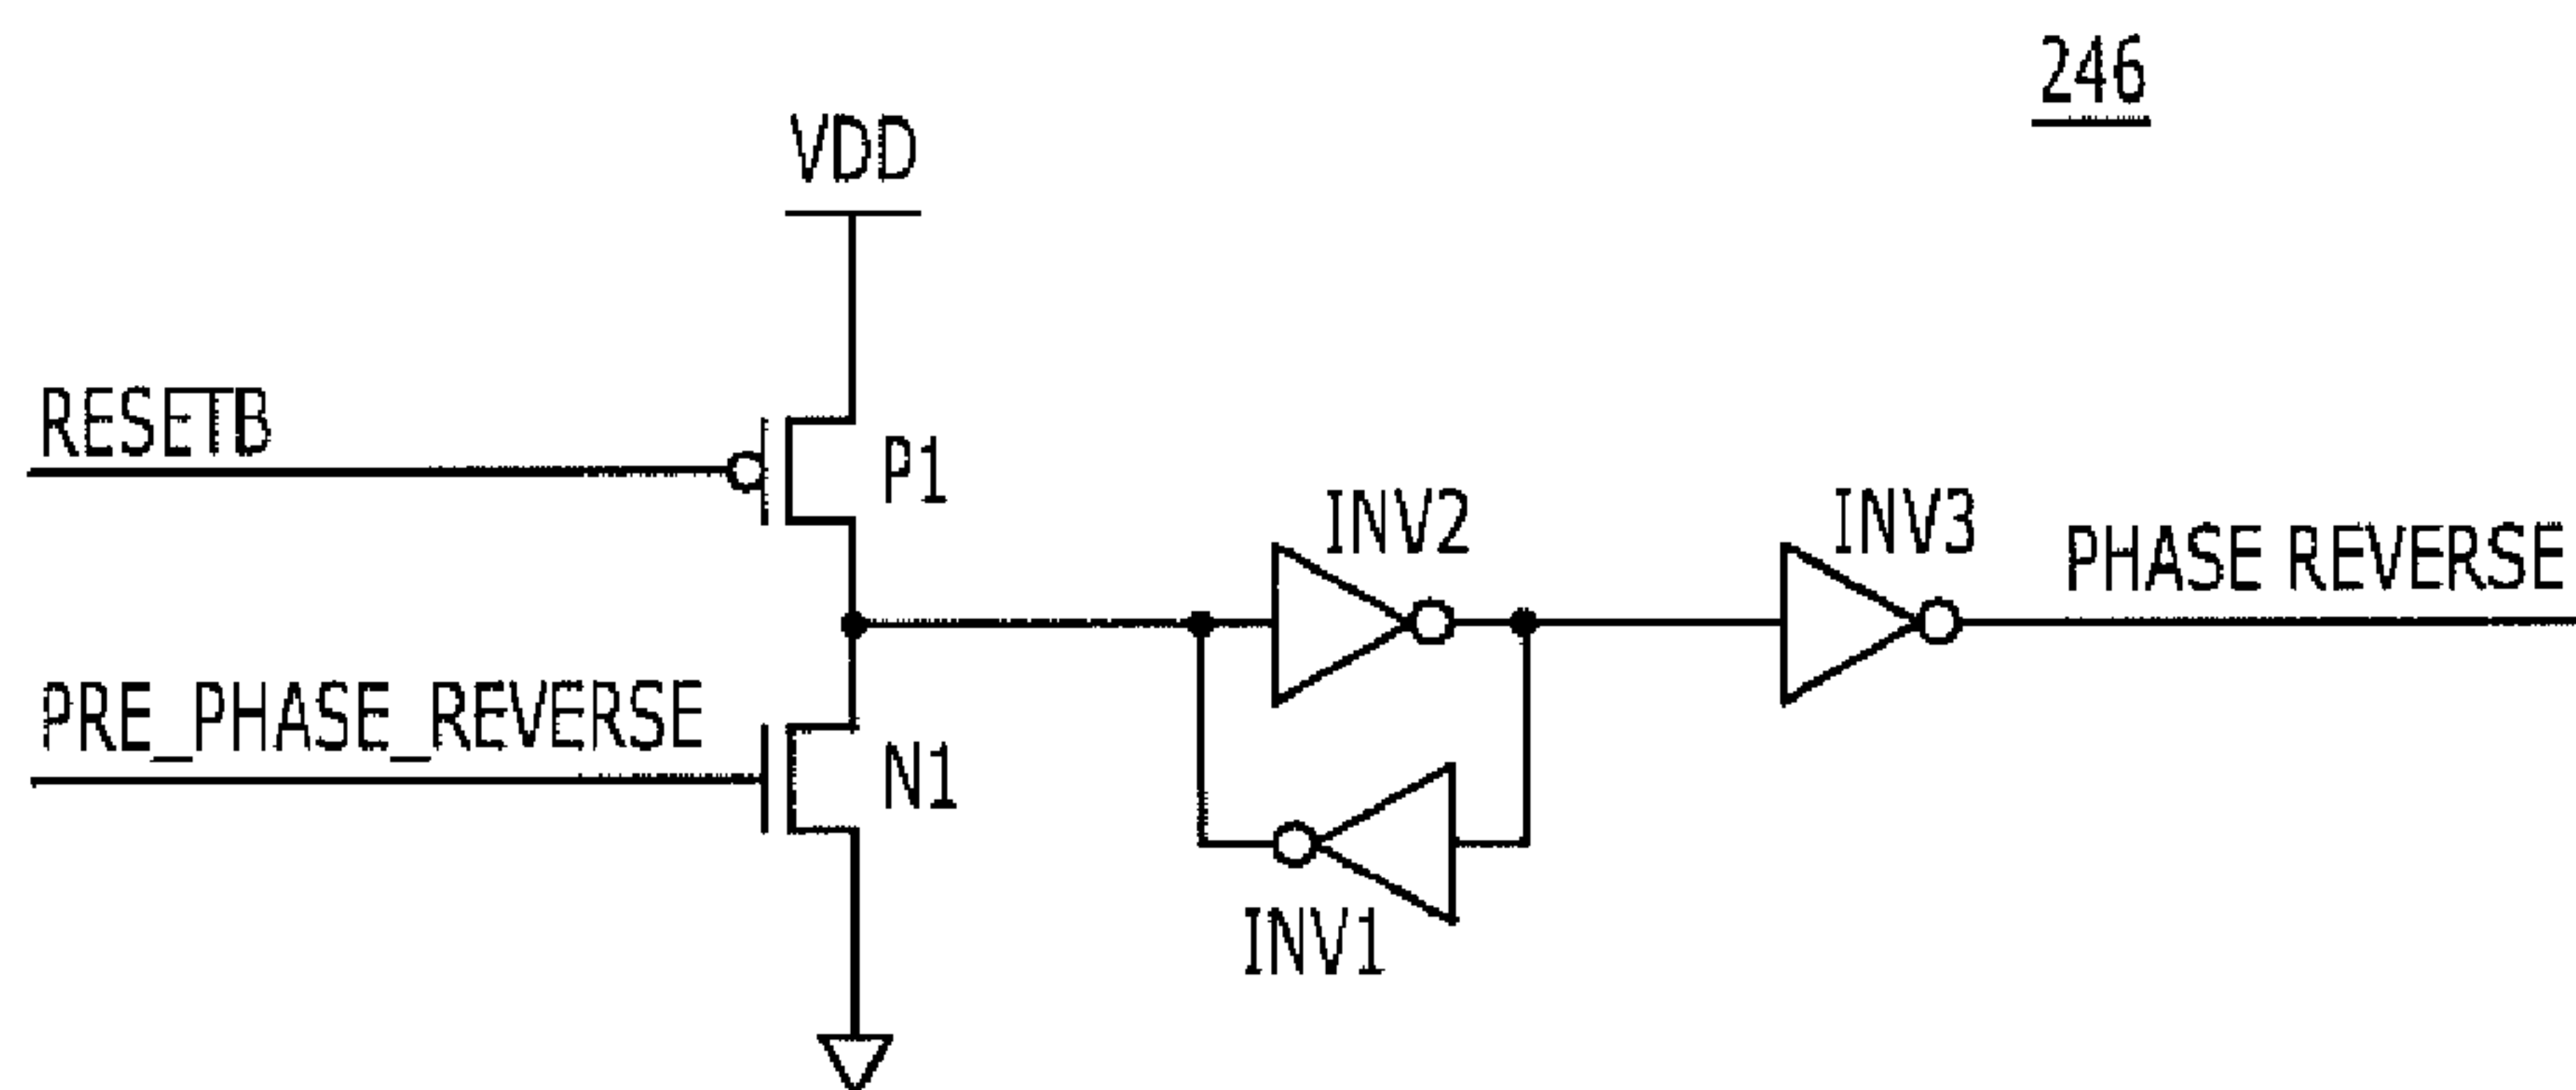 246
VDD
RESETB
P1
INV2
INV3
PHASE REVERSE
PRE_PHASE_REVERSE
N1
INV1